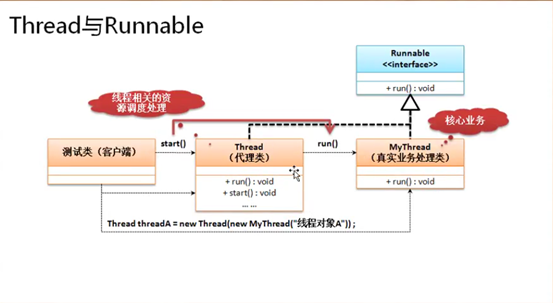 Thread与Runnable
Runnable
<<interface>>
+ run() : void
线程相关的资
源调度处理
核心业务
测试类（客户端）
start()
Thread
（代理类）
+ run() : void
+ start() : void
... ...
run()
MyThread
（真实业务处理类）
+ run() : void
Thread threadA = new Thread(new MyThread("线程对象A")) ;